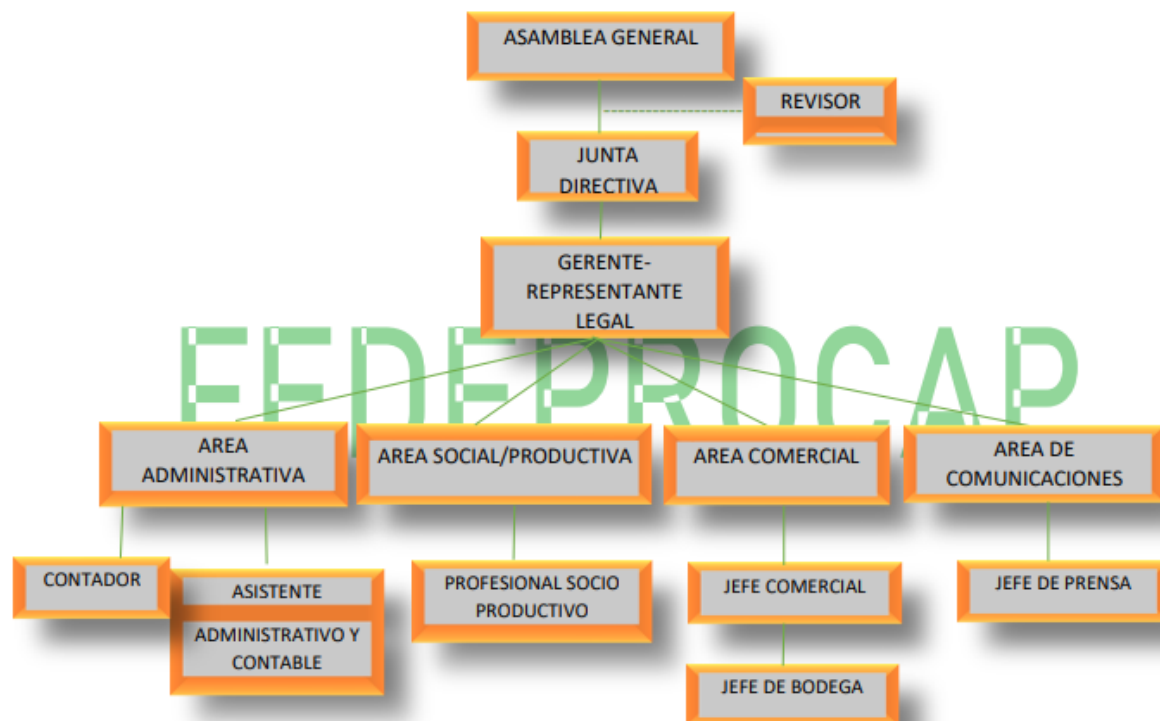 ASAMBLEA GENERAL
REVISOR
JUNTA
DIRECTIVA
GERENTE-
REPRESENTANTE
LEGAL
FEDEPROCAP
AREA
ADMINISTRATIVA
AREA SOCIAL/PRODUCTIVA
AREA COMERCIAL
AREA DE
COMUNICACIONES
CONTADOR
ASISTENTE
ADMINISTRATIVO Y
CONTABLE
PROFESIONAL SOCIO
PRODUCTIVO
JEFE COMERCIAL
JEFE DE PRENSA
JEFE DE BODEGA